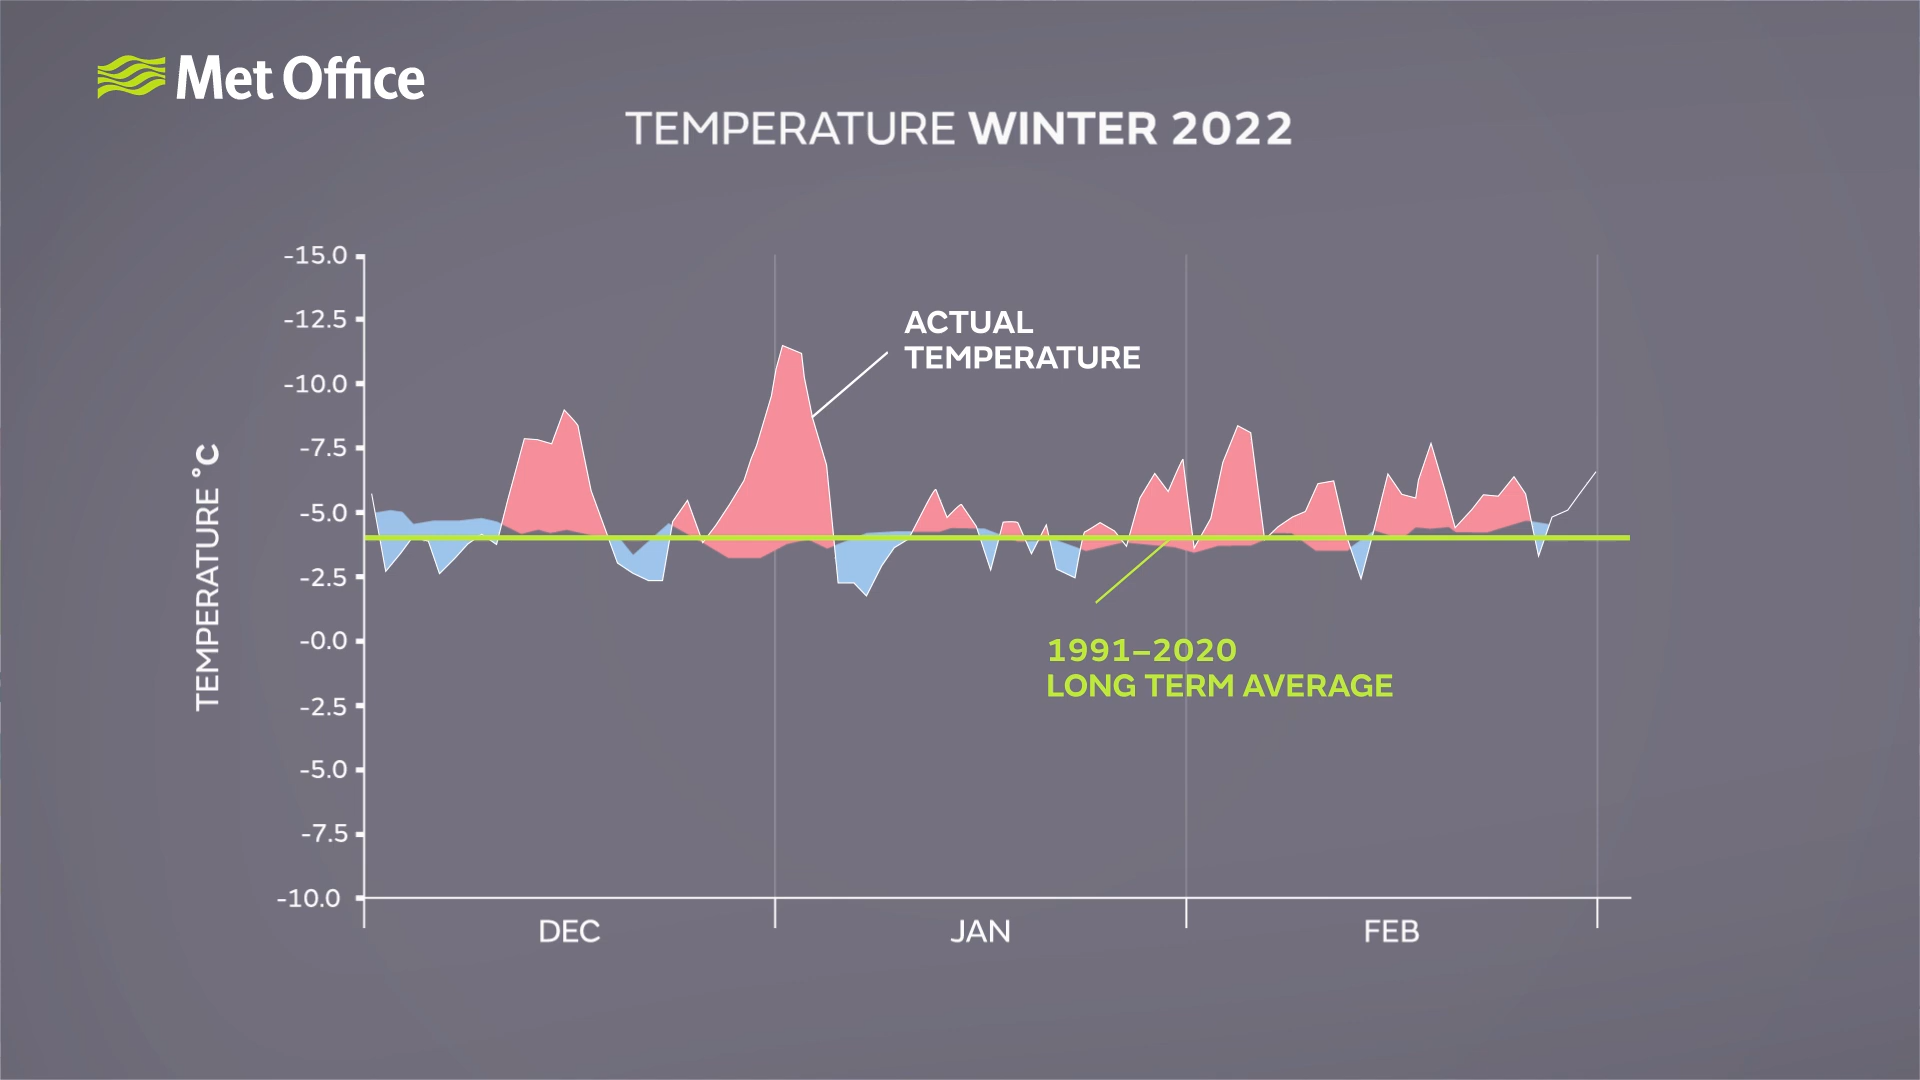 Met Office
TEMPERATURE WINTER 2022
-15.0
-12.5
-10.0
-7.5
-5.0
-2.5
-0.0
-2.5
-5.0
-7.5
-10.0
TEMPERATURE °C
ACTUAL
TEMPERATURE
1991–2020
LONG TERM AVERAGE
DEC
JAN
FEB